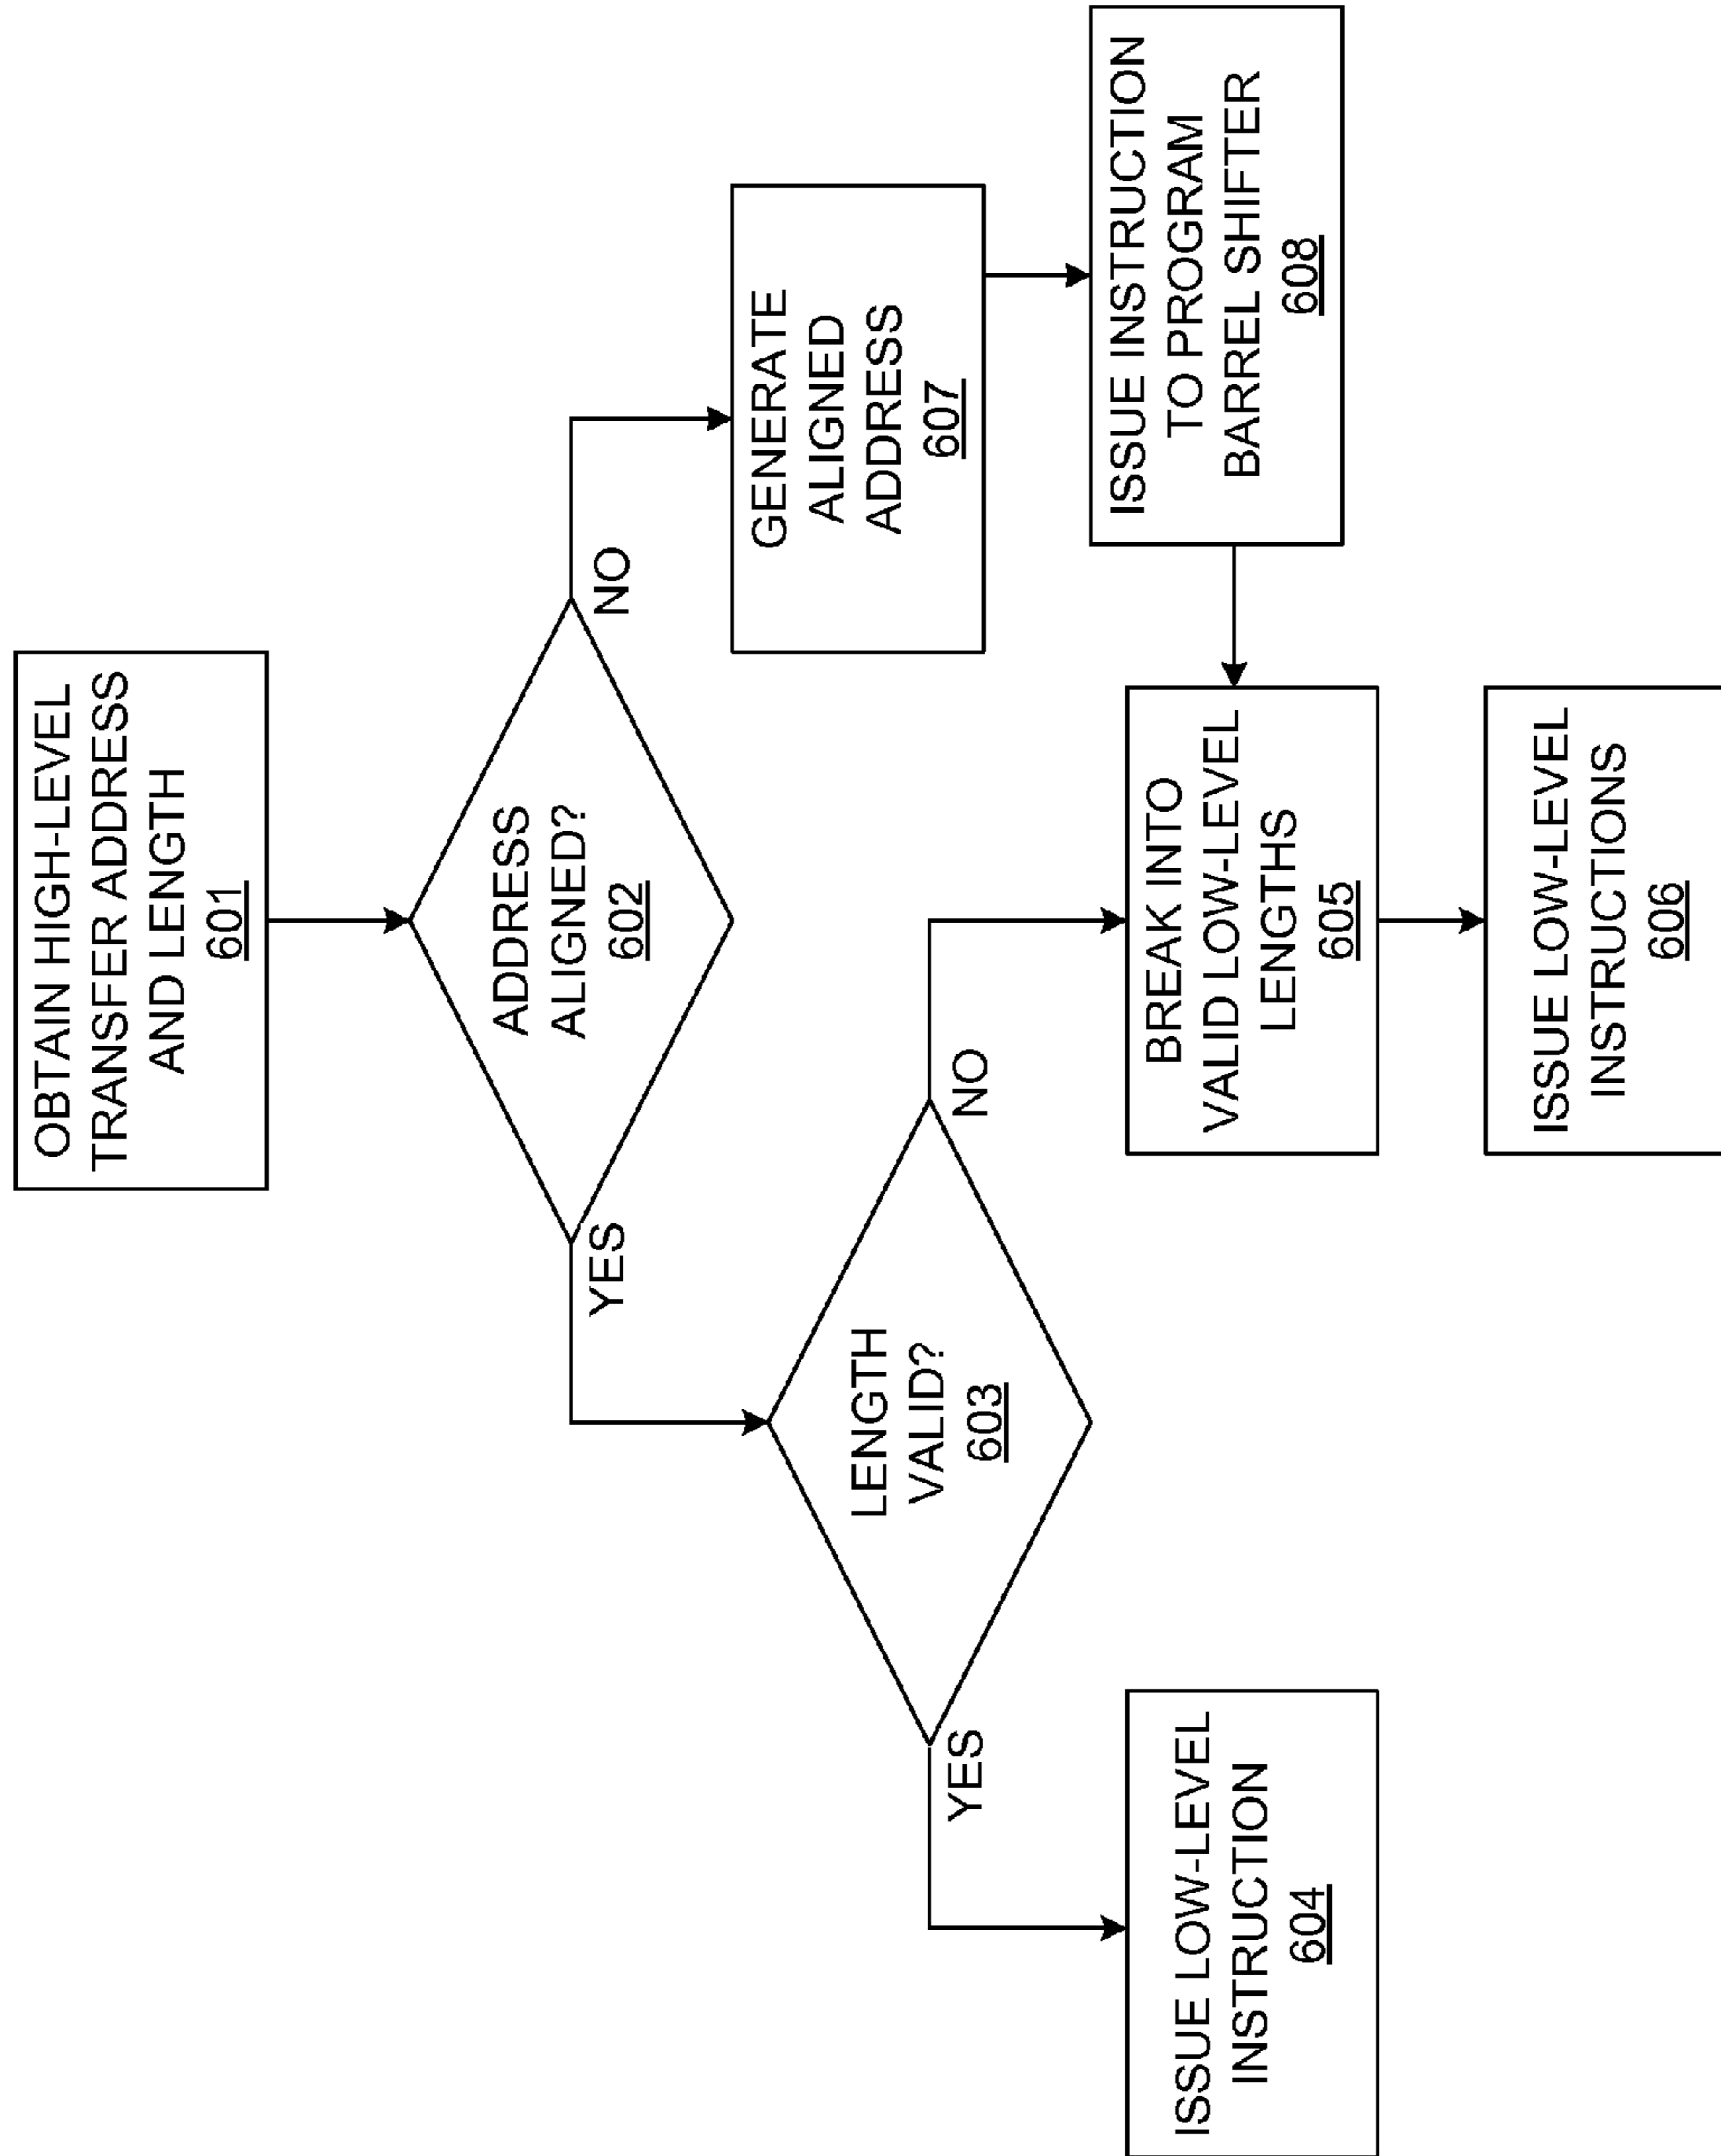 OBTAIN HIGH-LEVEL
TRANSFER ADDRESS
AND LENGTH
601
ADDRESS
ALIGNED?
602
YES
NO
LENGTH
VALID?
603
YES
NO
GENERATE
ALIGNED
ADDRESS
607
ISSUE LOW-LEVEL
INSTRUCTION
604
BREAK INTO
VALID LOW-LEVEL
LENGTHS
605
ISSUE INSTRUCTION
TO PROGRAM
BARREL SHIFTER
608
ISSUE LOW-LEVEL
INSTRUCTIONS
606